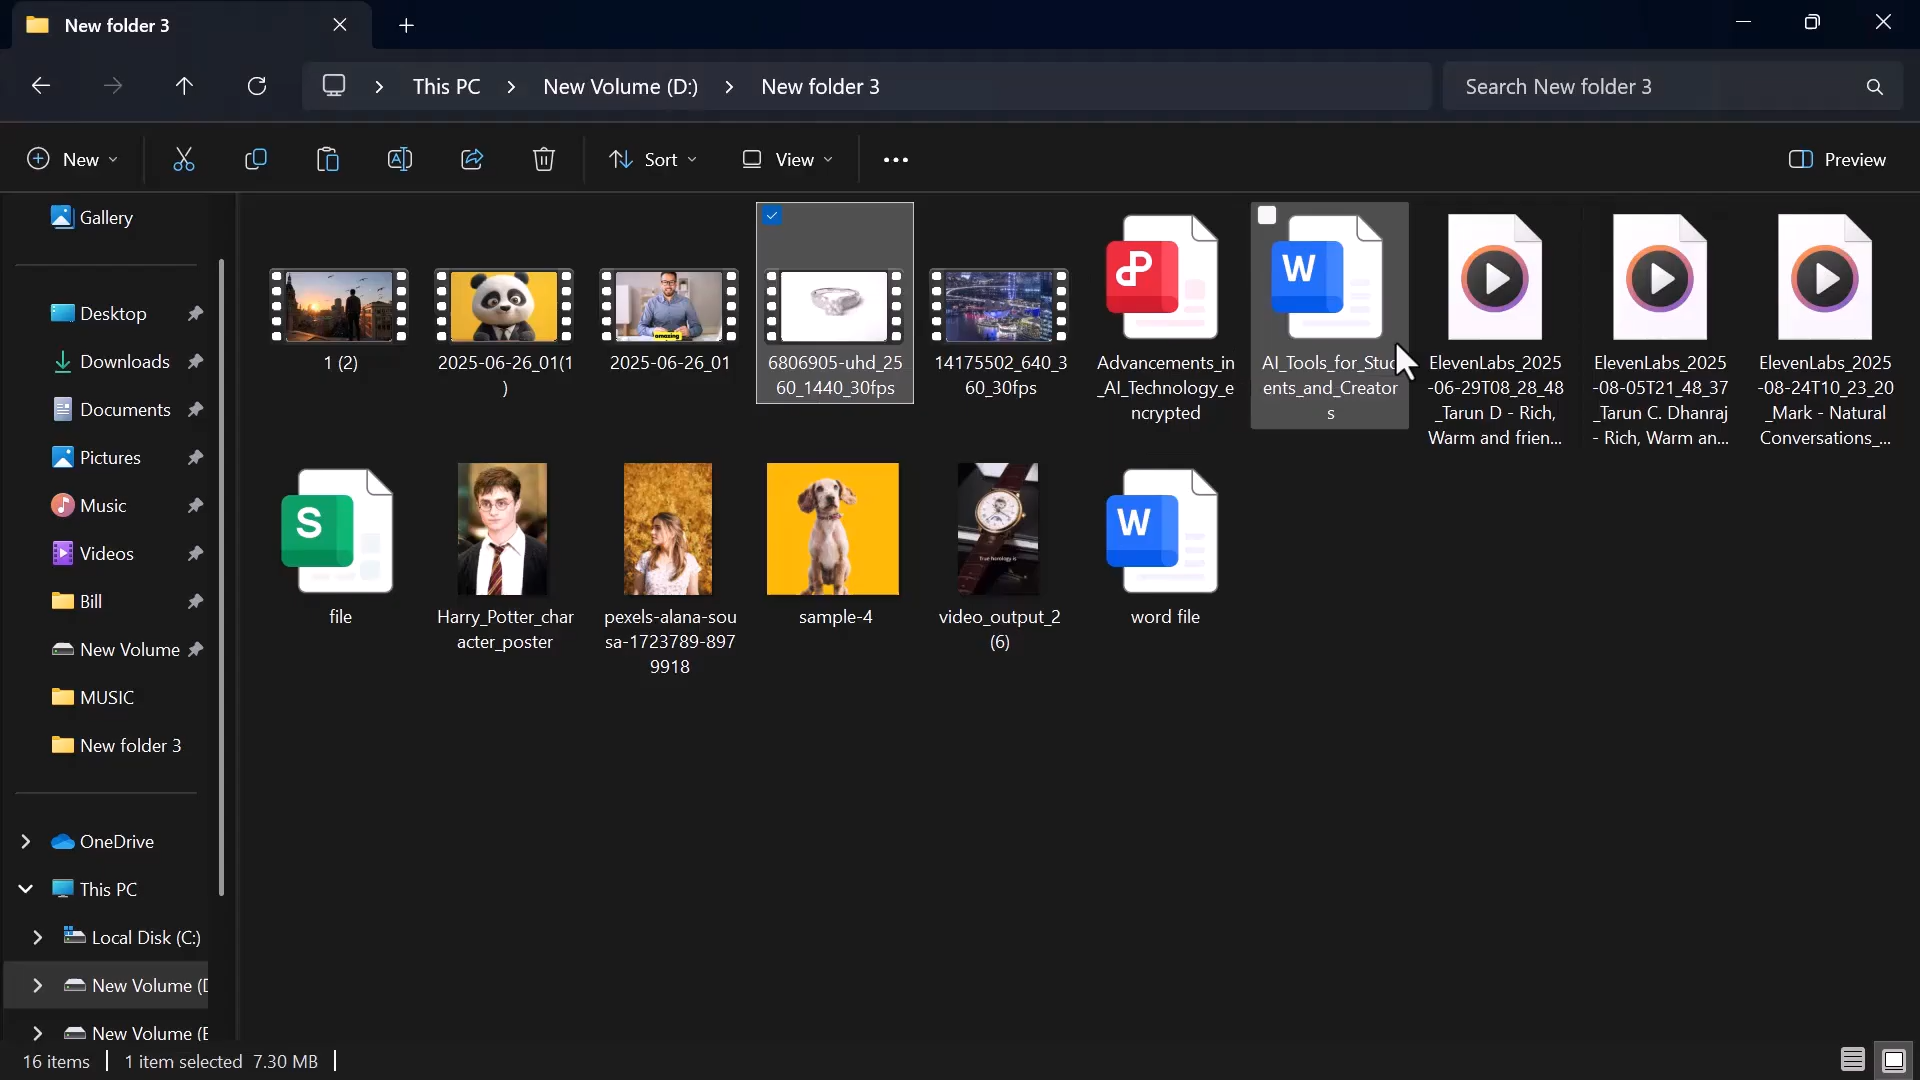 New folder 3
This PC > New Volume (D:) > New folder 3
Search New folder 3
New
Sort
View
Preview
Gallery
Desktop
Downloads
Documents
Pictures
Music
Videos
Bill
New Volume
MUSIC
New folder 3
OneDrive
This PC
Local Disk (C:)
New Volume (D
New Volume (E
1 (2)
2025-06-26_01(1
)
amazing
2025-06-26_01
6806905-uhd_25
60_1440_30fps
14175502_640_3
60_30fps
Advancements_in
_AI_Technology_e
ncrypted
W
AI_Tools_for_Stud
ents_and_Creator
s
ElevenLabs_2025
-06-29T08_28_48
_Tarun D - Rich,
Warm and frien...
ElevenLabs_2025
-08-05T21_48_37
_Tarun C. Dhanraj
- Rich, Warm an...
ElevenLabs_2025
-08-24T10_23_20
_Mark - Natural
Conversations_...
S
file
Harry_Potter_char
acter_poster
pexels-alana-sou
sa-1723789-897
9918
sample-4
True horology is
video_output_2
(6)
W
word file
16 items
1 item selected 7.30 MB